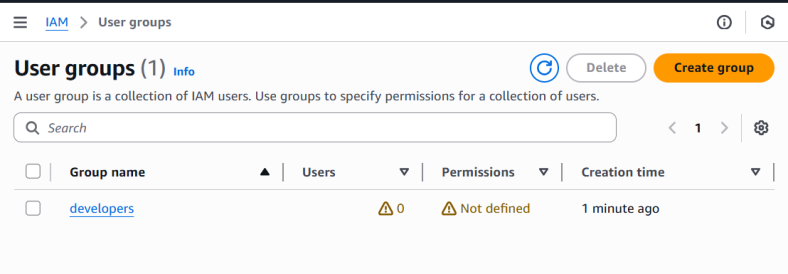 IAM > User groups
User groups (1) Info
Delete
Create group
A user group is a collection of IAM users. Use groups to specify permissions for a collection of users.
Search
1
Group name Users Permissions Creation time
developers 0 Not defined 1 minute ago